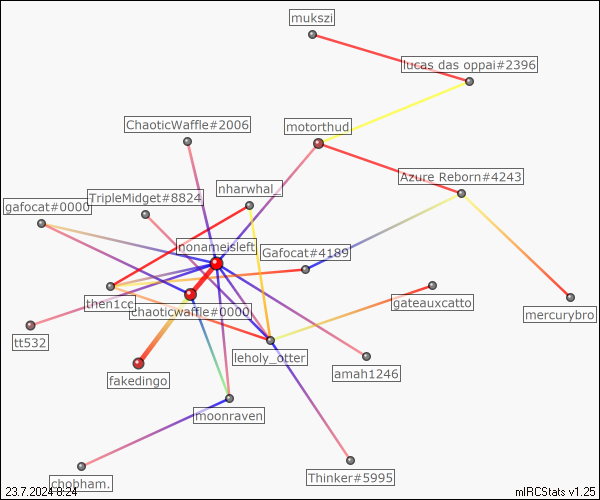 mukszi
lucas das oppai#2396
ChaoticWaffle#2006
motorthud
Azure Reborn#4243
nharwhal_
TripleMidget#8824
gafocat#0000
nonameisleft
Gafocat#4189
then1cc
chaoticwaffle#0000
gateauxcatto
mercurybro
tt532
leholy_otter
amah1246
fakedingo
moonraven
chobham.
Thinker#5995
23.7.2024 8:24
mIRCStats v1.25